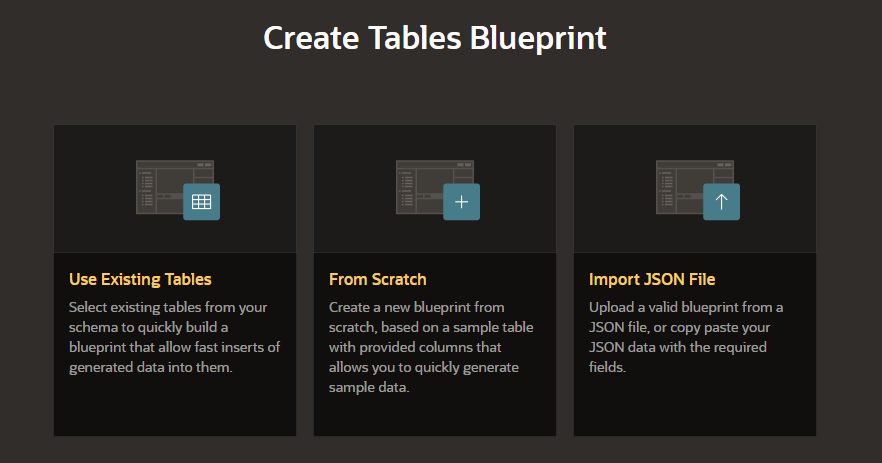 Create Tables Blueprint
Use Existing Tables
Select existing tables from your
schema to quickly build a
blueprint that allow fast inserts of
generated data into them.
From Scratch
Create a new blueprint from
scratch, based on a sample table
with provided columns that
allows you to quickly generate
sample data.
Import JSON File
Upload a valid blueprint from a
JSON file, or copy paste your
JSON data with the required
fields.